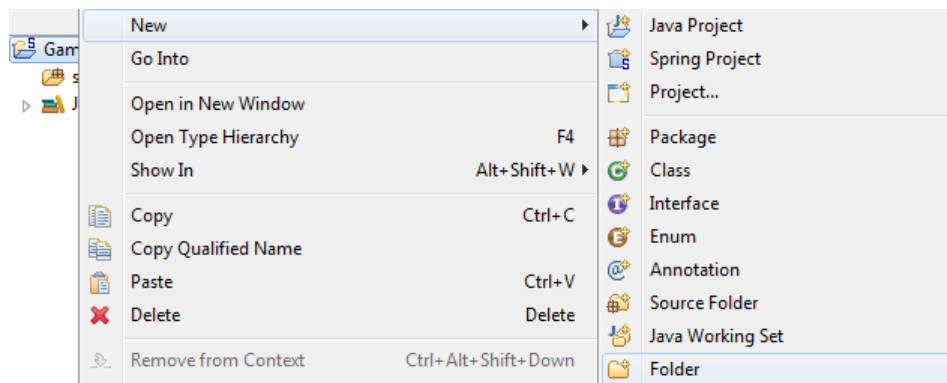 Gam
s
J
New
Go Into
Open in New Window
Open Type Hierarchy F4
Show In Alt+Shift+W
Copy Ctrl+C
Copy Qualified Name
Paste Ctrl+V
Delete Delete
Remove from Context Ctrl+Alt+Shift+Down
Java Project
Spring Project
Project...
Package
Class
Interface
Enum
Annotation
Source Folder
Java Working Set
Folder